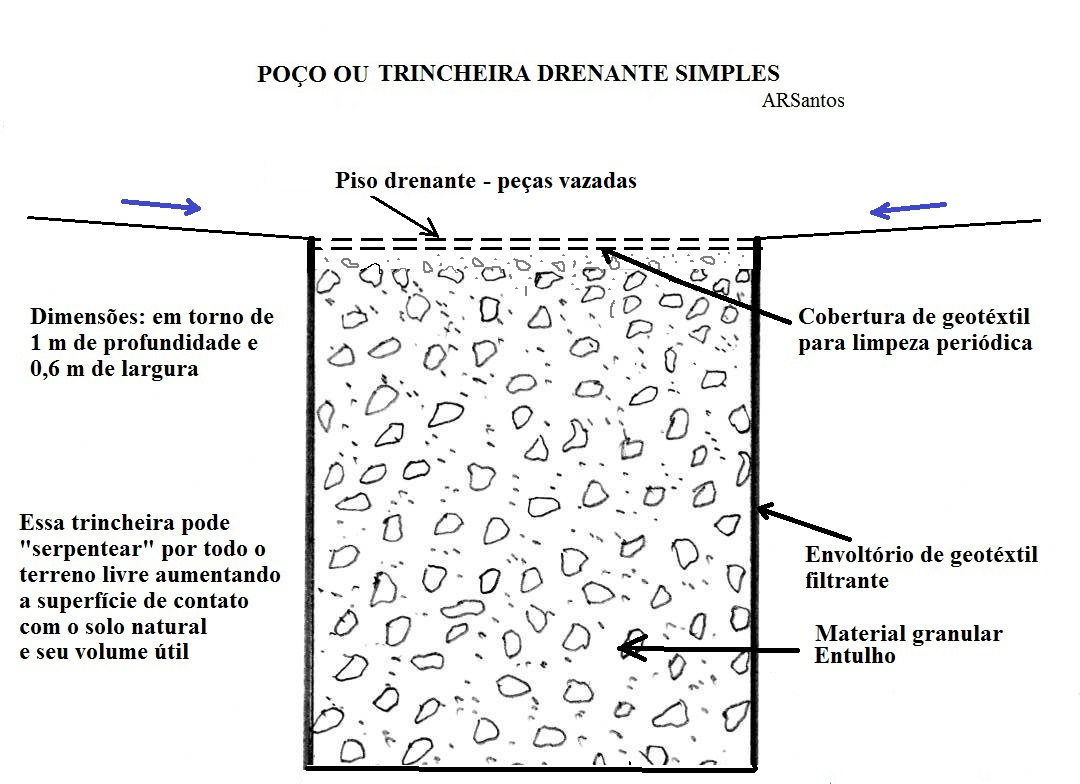 POÇO OU TRINCHEIRA DRENANTE SIMPLES
ARSantos
Piso drenante - peças vazadas
Dimensões: em torno de
1 m de profundidade e
0,6 m de largura
Cobertura de geotéxtil
para limpeza periódica
Essa trincheira pode
"serpentear" por todo o
terreno livre aumentando
a superfície de contato
com o solo natural
e seu volume útil
Envoltório de geotéxtil
filtrante
Material granular
Entulho